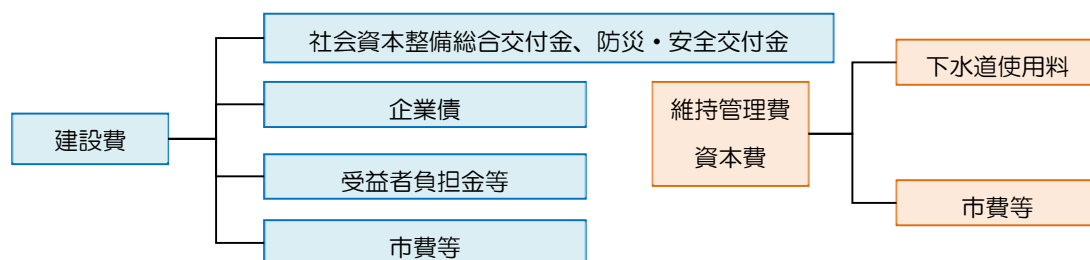 建設費
社会資本整備総合交付金、防災・安全交付金
企業債
受益者負担金等
市費等
維持管理費
資本費
下水道使用料
市費等